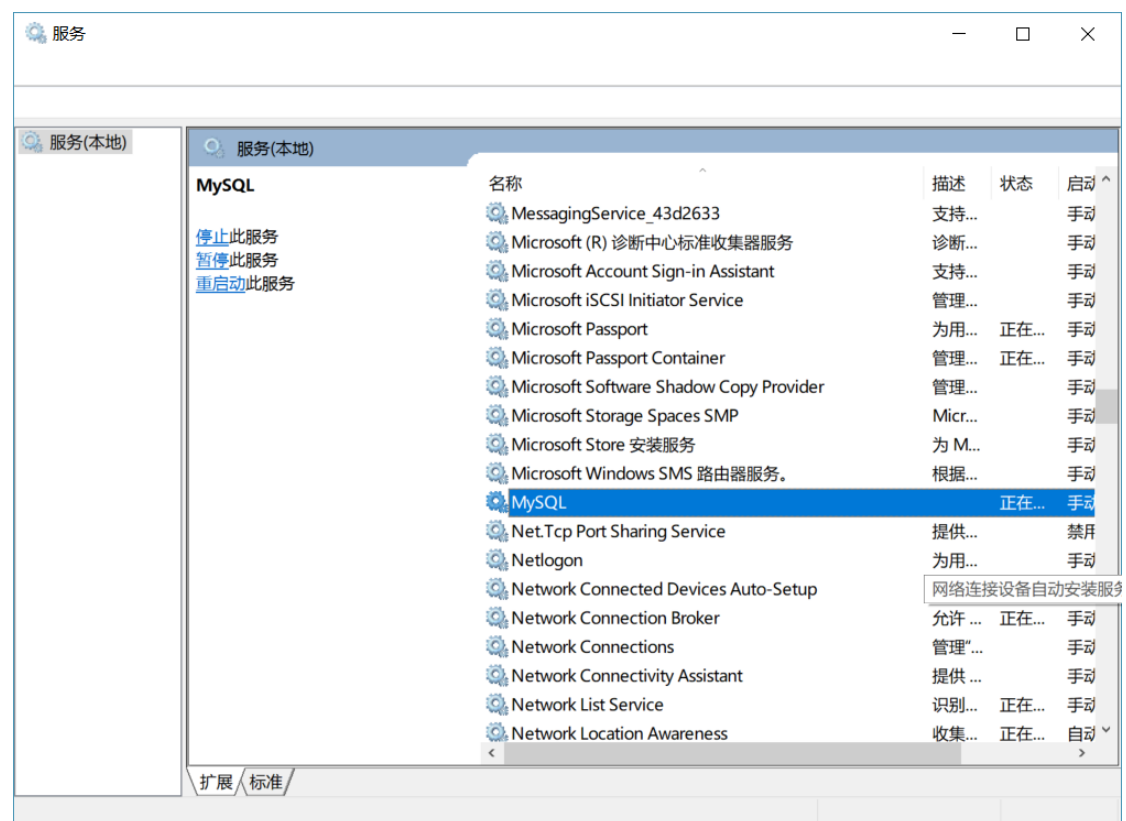 服务
服务(本地)
服务(本地)
MySQL
停止此服务
暂停此服务
重启动此服务
名称 描述 状态 启动
MessagingService_43d2633 支持... 手动
Microsoft (R) 诊断中心标准收集器服务 诊断... 手动
Microsoft Account Sign-in Assistant 支持... 手动
Microsoft iSCSI Initiator Service 管理... 手动
Microsoft Passport 为用... 正在... 手动
Microsoft Passport Container 管理... 正在... 手动
Microsoft Software Shadow Copy Provider 管理... 手动
Microsoft Storage Spaces SMP Micr... 手动
Microsoft Store 安装服务 为 M... 手动
Microsoft Windows SMS 路由器服务。 根据... 手动
MySQL 正在... 手动
Net.Tcp Port Sharing Service 提供... 禁用
Netlogon 为用... 手动
Network Connected Devices Auto-Setup 网络连接设备自动安装服务
Network Connection Broker 允许 ... 正在... 手动
Network Connections 管理“... 手动
Network Connectivity Assistant 提供 ... 手动
Network List Service 识别... 正在... 手动
Network Location Awareness 收集... 正在... 自动
扩展 标准